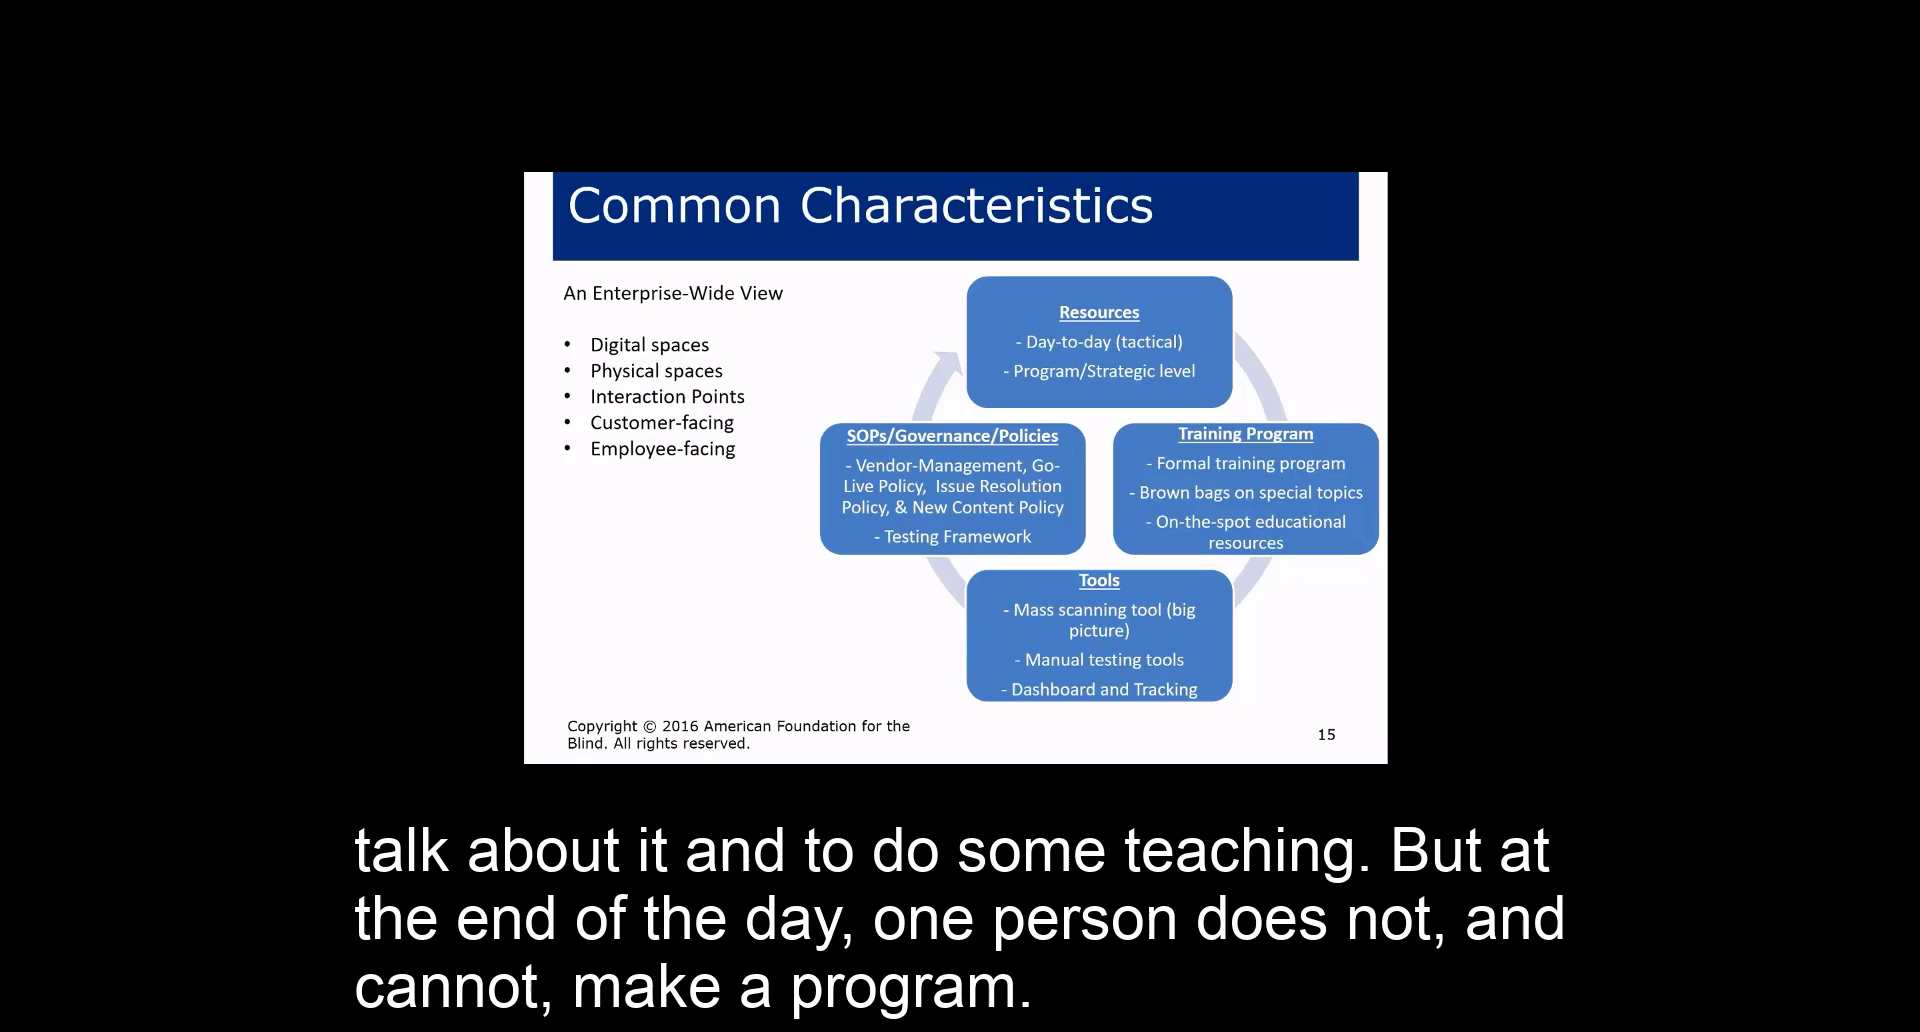 Common Characteristics
An Enterprise-Wide View
• Digital spaces
• Physical spaces
• Interaction Points
• Customer-facing
• Employee-facing
Resources
- Day-to-day (tactical)
- Program/Strategic level
SOPs/Governance/Policies
- Vendor-Management, Go-
Live Policy, Issue Resolution
Policy, & New Content Policy
- Testing Framework
Training Program
- Formal training program
- Brown bags on special topics
- On-the-spot educational
resources
Tools
- Mass scanning tool (big
picture)
- Manual testing tools
- Dashboard and Tracking
Copyright © 2016 American Foundation for the
Blind. All rights reserved.
15
talk about it and to do some teaching. But at
the end of the day, one person does not, and
cannot, make a program.